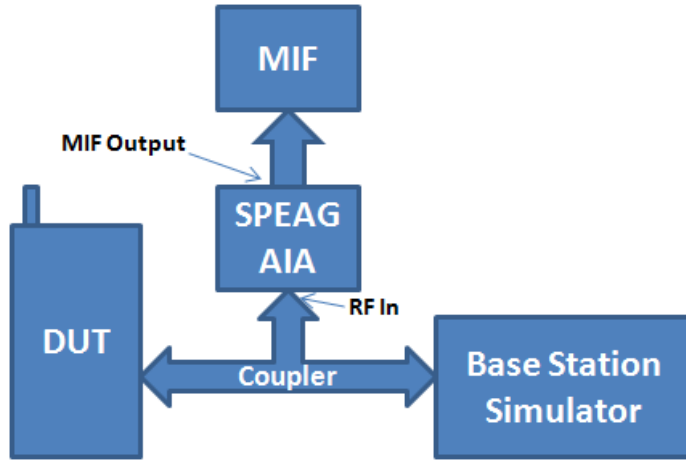 MIF
MIF Output
SPEAG
AIA
RF In
DUT
Coupler
Base Station
Simulator